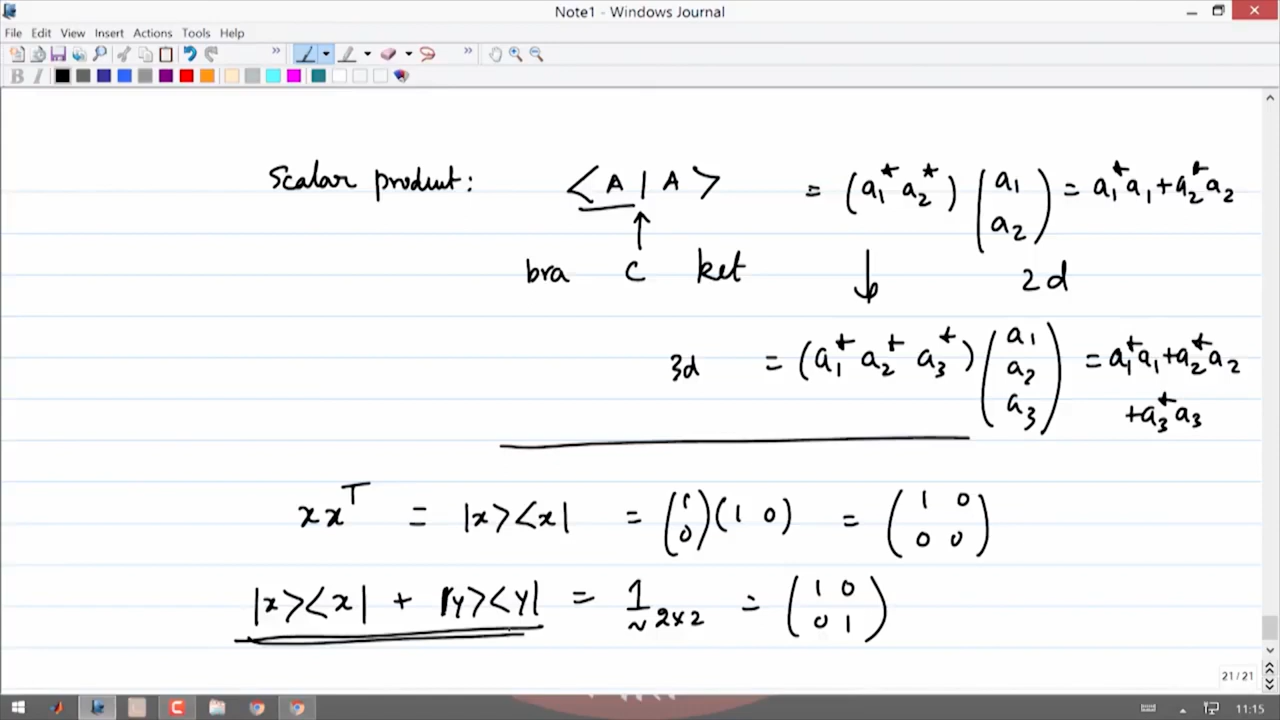 Note1 - Windows Journal
File Edit View Insert Actions Tools Help
B I
Scalar product: <A|A> = (a₁* a₂*) (a₁ a₂) = a₁*a₁+a₂*a₂
bra c ket 2d
3d = (a₁* a₂* a₃*) (a₁ a₂ a₃) = a₁*a₁+a₂*a₂
+a₃*a₃
xxᵀ = |x><x| = (1 0)(1 0) = (1 0 0 0)
|x><x| + |y><y| = 1 ~ 2x2 = (1 0 0 1)
21/21
11:15